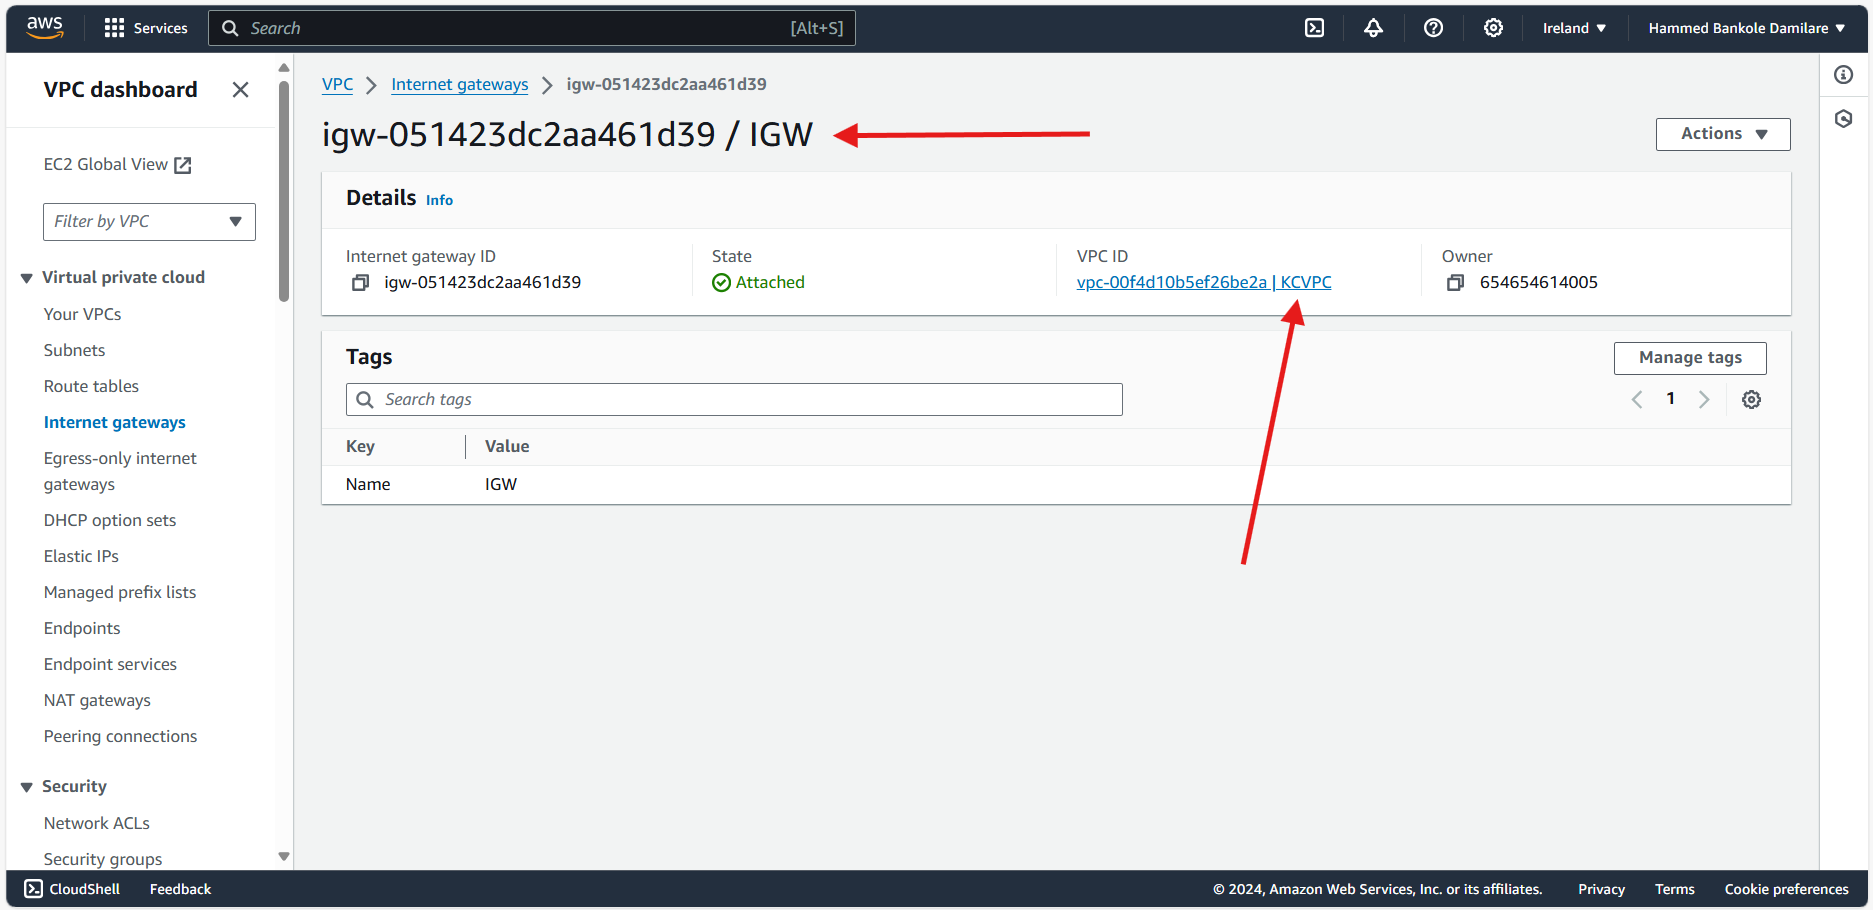 aws Services Search [Alt+S] Ireland Hammed Bankole Damilare
VPC dashboard
EC2 Global View
Filter by VPC
Virtual private cloud
Your VPCs
Subnets
Route tables
Internet gateways
Egress-only internet
gateways
DHCP option sets
Elastic IPs
Managed prefix lists
Endpoints
Endpoint services
NAT gateways
Peering connections
Security
Network ACLs
Security groups
VPC Internet gateways igw-051423dc2aa461d39
igw-051423dc2aa461d39 / IGW
Actions
Details Info
Internet gateway ID
igw-051423dc2aa461d39
State
Attached
VPC ID
vpc-00f4d10b5ef26be2a | KCVPC
Owner
654654614005
Tags
Manage tags
Search tags
1
Key Value
Name IGW
CloudShell Feedback © 2024, Amazon Web Services, Inc. or its affiliates. Privacy Terms Cookie preferences